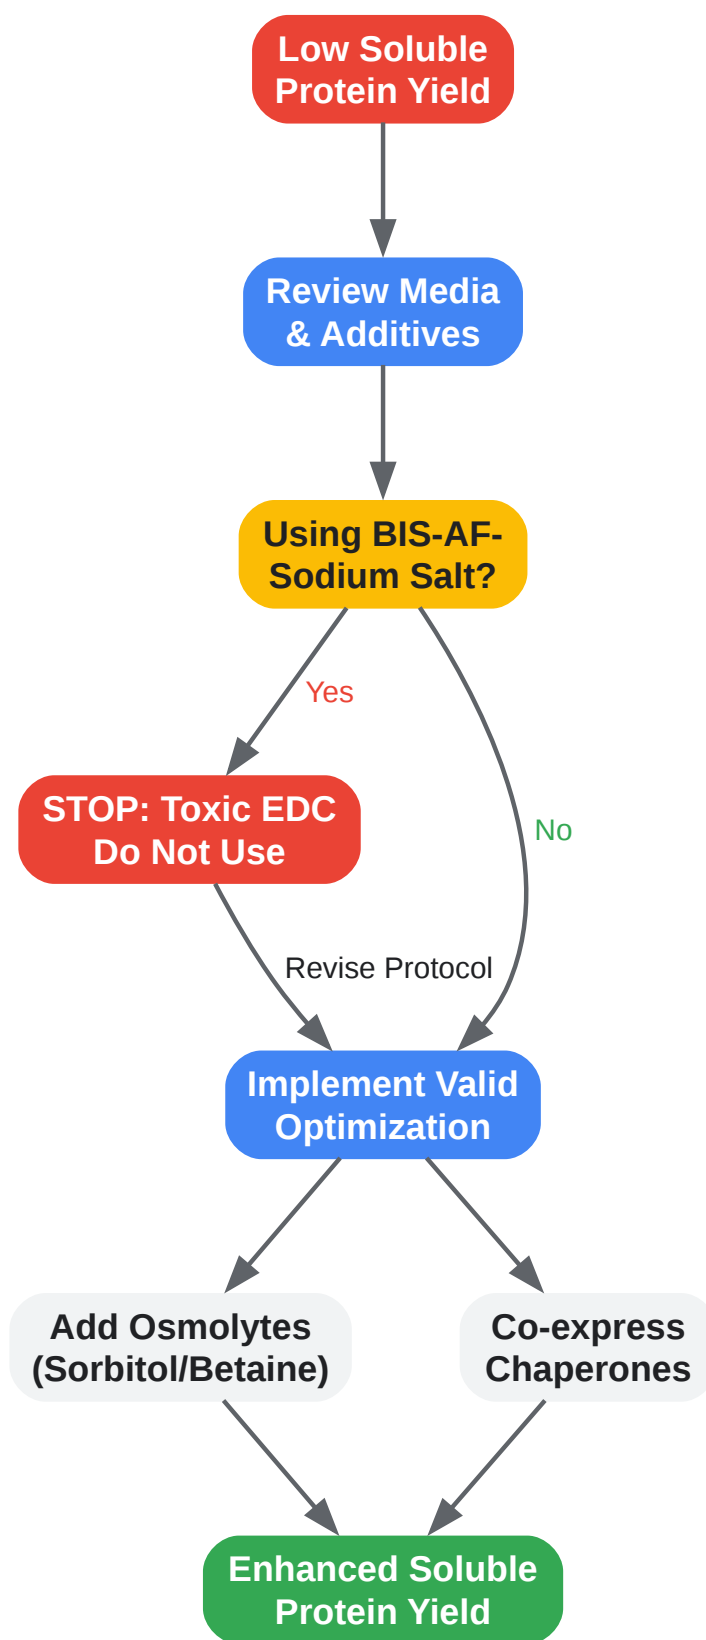 Low Soluble
Protein Yield
Review Media
& Additives
Using BIS-AF-
Sodium Salt?
Yes
No
STOP: Toxic EDC
Do Not Use
Revise Protocol
Implement Valid
Optimization
Add Osmolytes
(Sorbitol/Betaine)
Co-express
Chaperones
Enhanced Soluble
Protein Yield